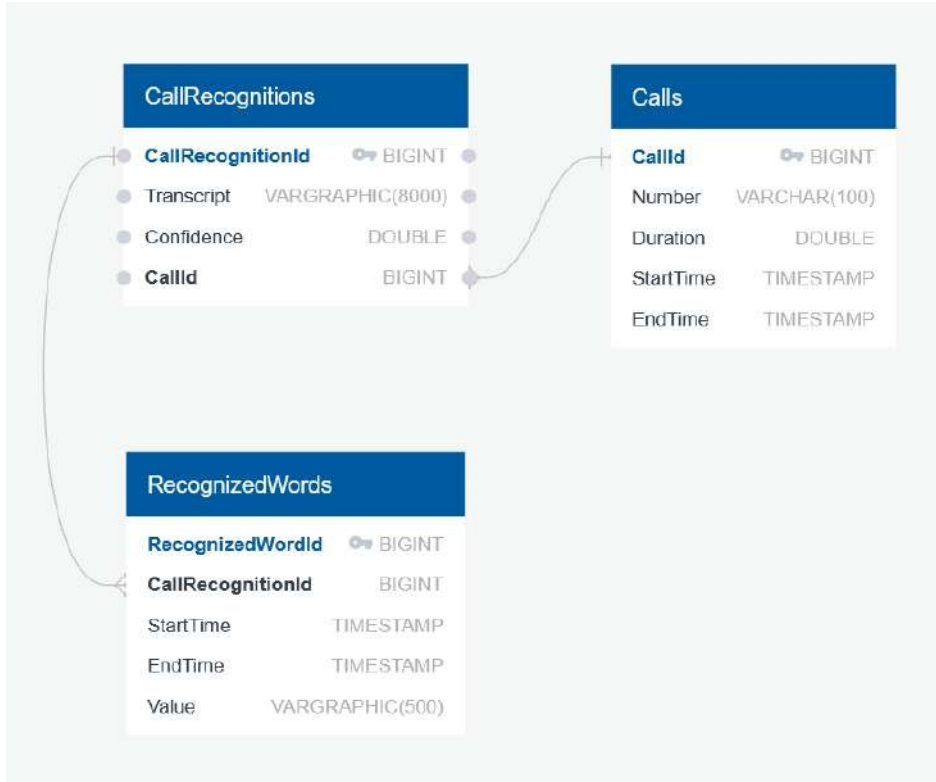 CallRecognitions
CallRecognitionId BIGINT
Transcript VARGRAPHIC(8000)
Confidence DOUBLE
CallId BIGINT
Calls
CallId BIGINT
Number VARCHAR(100)
Duration DOUBLE
StartTime TIMESTAMP
EndTime TIMESTAMP
RecognizedWords
RecognizedWordId BIGINT
CallRecognitionId BIGINT
StartTime TIMESTAMP
EndTime TIMESTAMP
Value VARGRAPHIC(500)